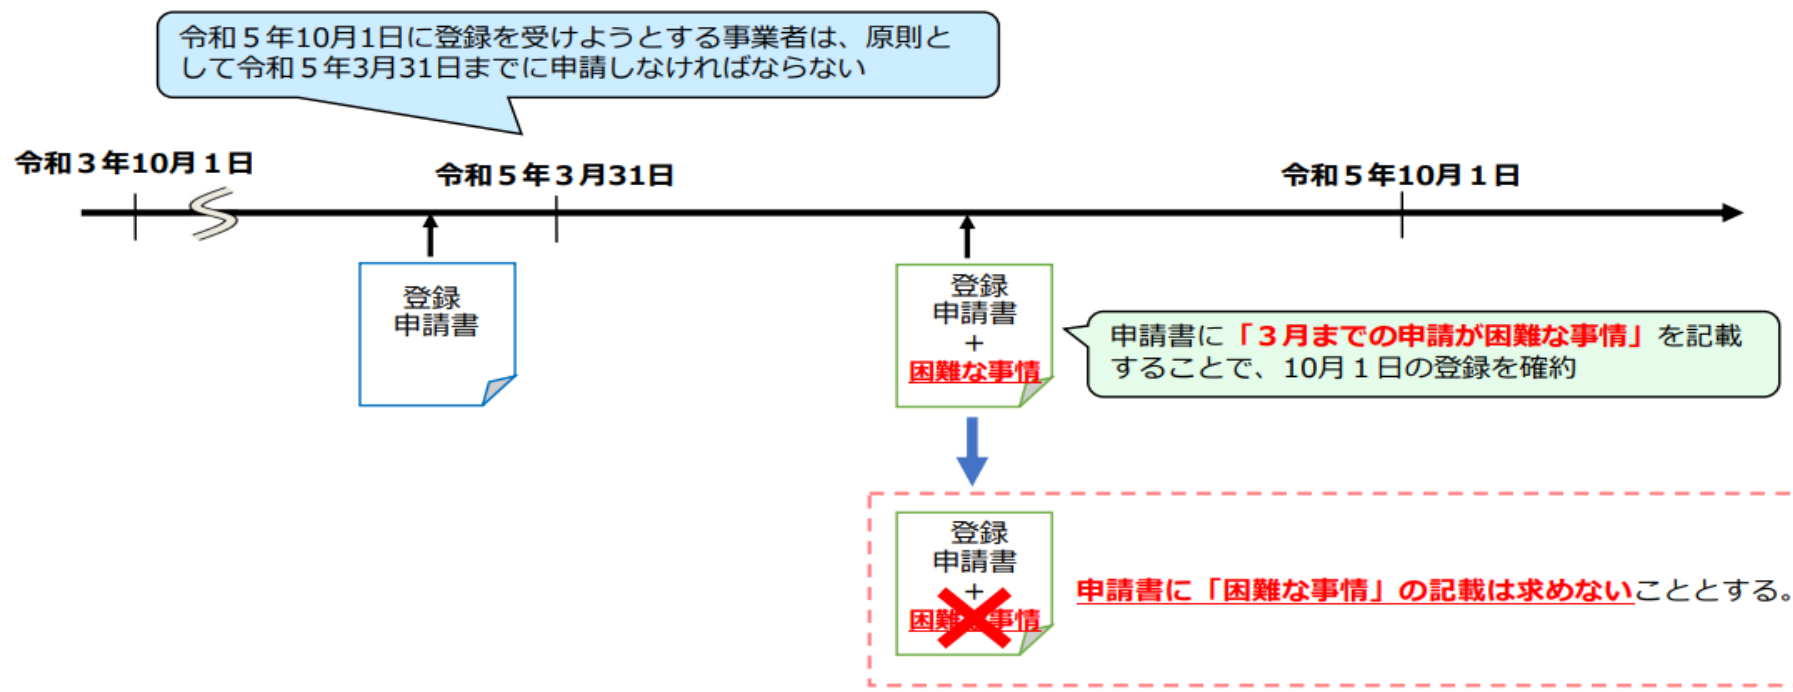 令和５年10月1日に登録を受けようとする事業者は、原則と
して令和５年3月31日までに申請しなければならない
令和３年10月１日
令和５年３月31日
令和５年10月１日
登録
申請書
登録
申請書
＋
困難な事情
申請書に「３月までの申請が困難な事情」を記載
することで、10月１日の登録を確約
登録
申請書
＋
困難な事情
申請書に「困難な事情」の記載は求めないこととする。